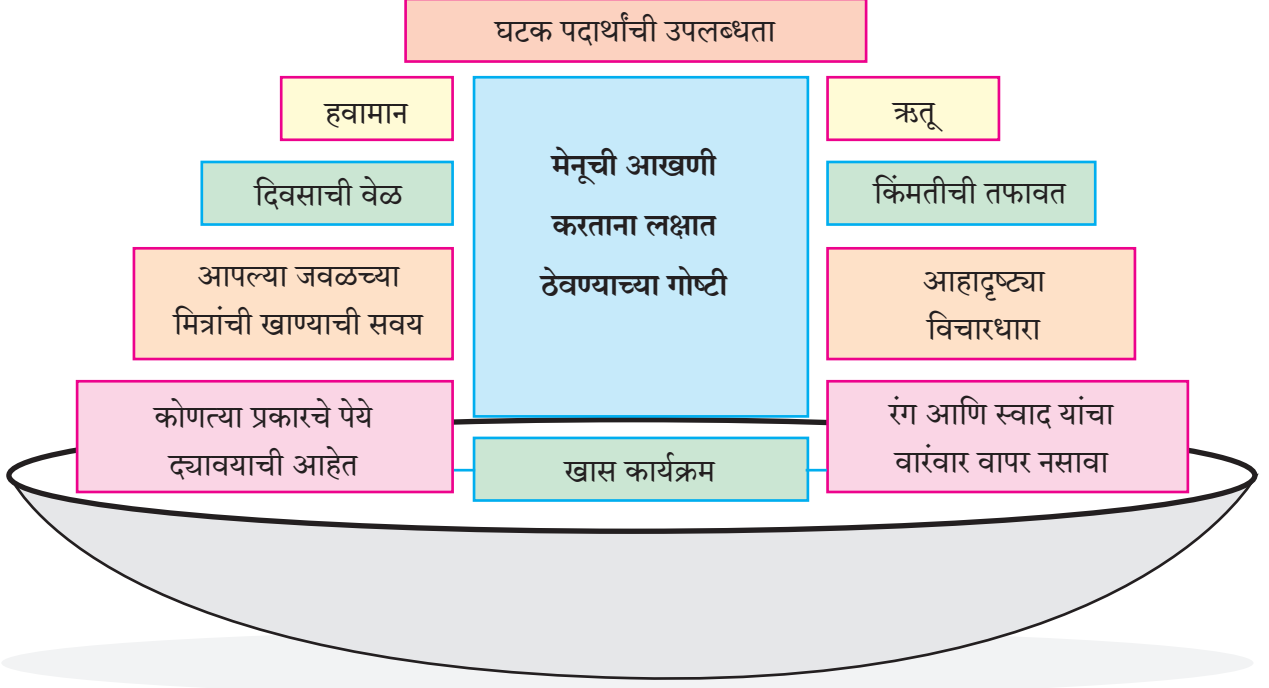 घटक पदार्थांची उपलब्धता
हवामान
ऋतू
मेनूची आखणी
करताना लक्षात
ठेवण्याच्या गोष्टी
दिवसाची वेळ
किंमतीची तफावत
आपल्या जवळच्या
मित्रांची खाण्याची सवय
आहादृष्ट्या
विचारधारा
कोणत्या प्रकारचे पेये
द्यावयाची आहेत
रंग आणि स्वाद यांचा
वारंवार वापर नसावा
खास कार्यक्रम